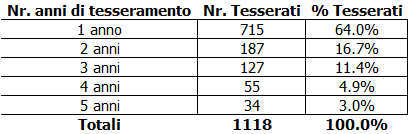 Nr. anni di tesseramento Nr. Tesserati % Tesserati
1 anno 715 64.0%
2 anni 187 16.7%
3 anni 127 11.4%
4 anni 55 4.9%
5 anni 34 3.0%
Totali 1118 100.0%